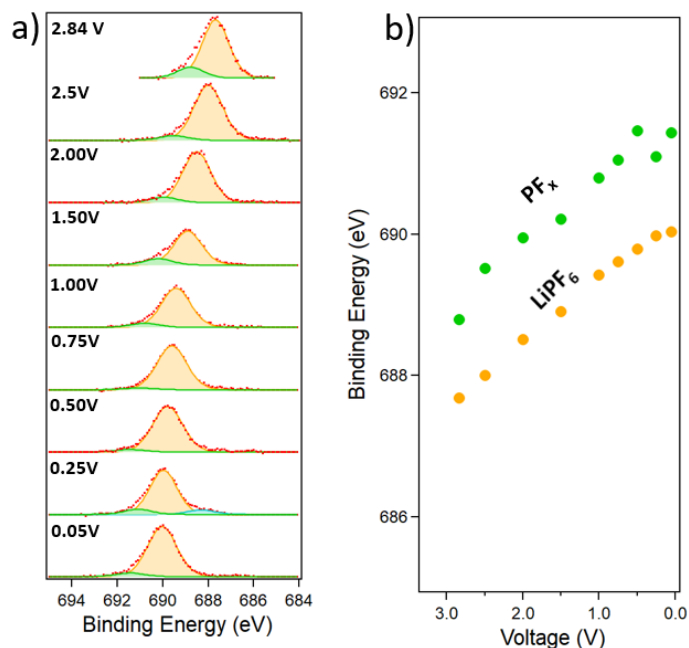 a)
2.84 V
2.5V
2.00V
1.50V
1.00V
0.75V
0.50V
0.25V
0.05V
694 692 690 688 686 684
Binding Energy (eV)
b)
692
690
688
686
Binding Energy (eV)
PFx
LiPF6
3.0 2.0 1.0 0.0
Voltage (V)